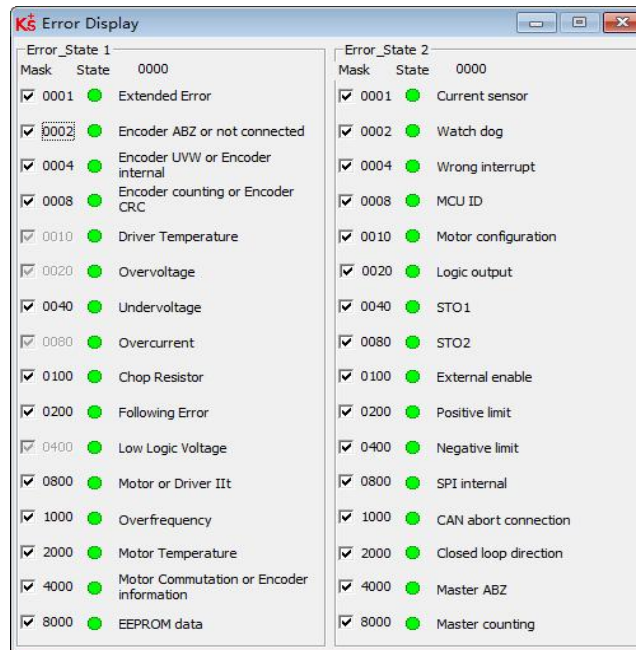 Error Display
Error_State 1
Mask State 0000
0001 Extended Error
0002 Encoder ABZ or not connected
0004 Encoder UVW or Encoder
internal
0008 Encoder counting or Encoder
CRC
0010 Driver Temperature
0020 Overvoltage
0040 Undervoltage
0080 Overcurrent
0100 Chop Resistor
0200 Following Error
0400 Low Logic Voltage
0800 Motor or Driver IIt
1000 Overfrequency
2000 Motor Temperature
4000 Motor Commutation or Encoder
information
8000 EEPROM data
Error_State 2
Mask State 0000
0001 Current sensor
0002 Watch dog
0004 Wrong interrupt
0008 MCU ID
0010 Motor configuration
0020 Logic output
0040 STO1
0080 STO2
0100 External enable
0200 Positive limit
0400 Negative limit
0800 SPI internal
1000 CAN abort connection
2000 Closed loop direction
4000 Master ABZ
8000 Master counting